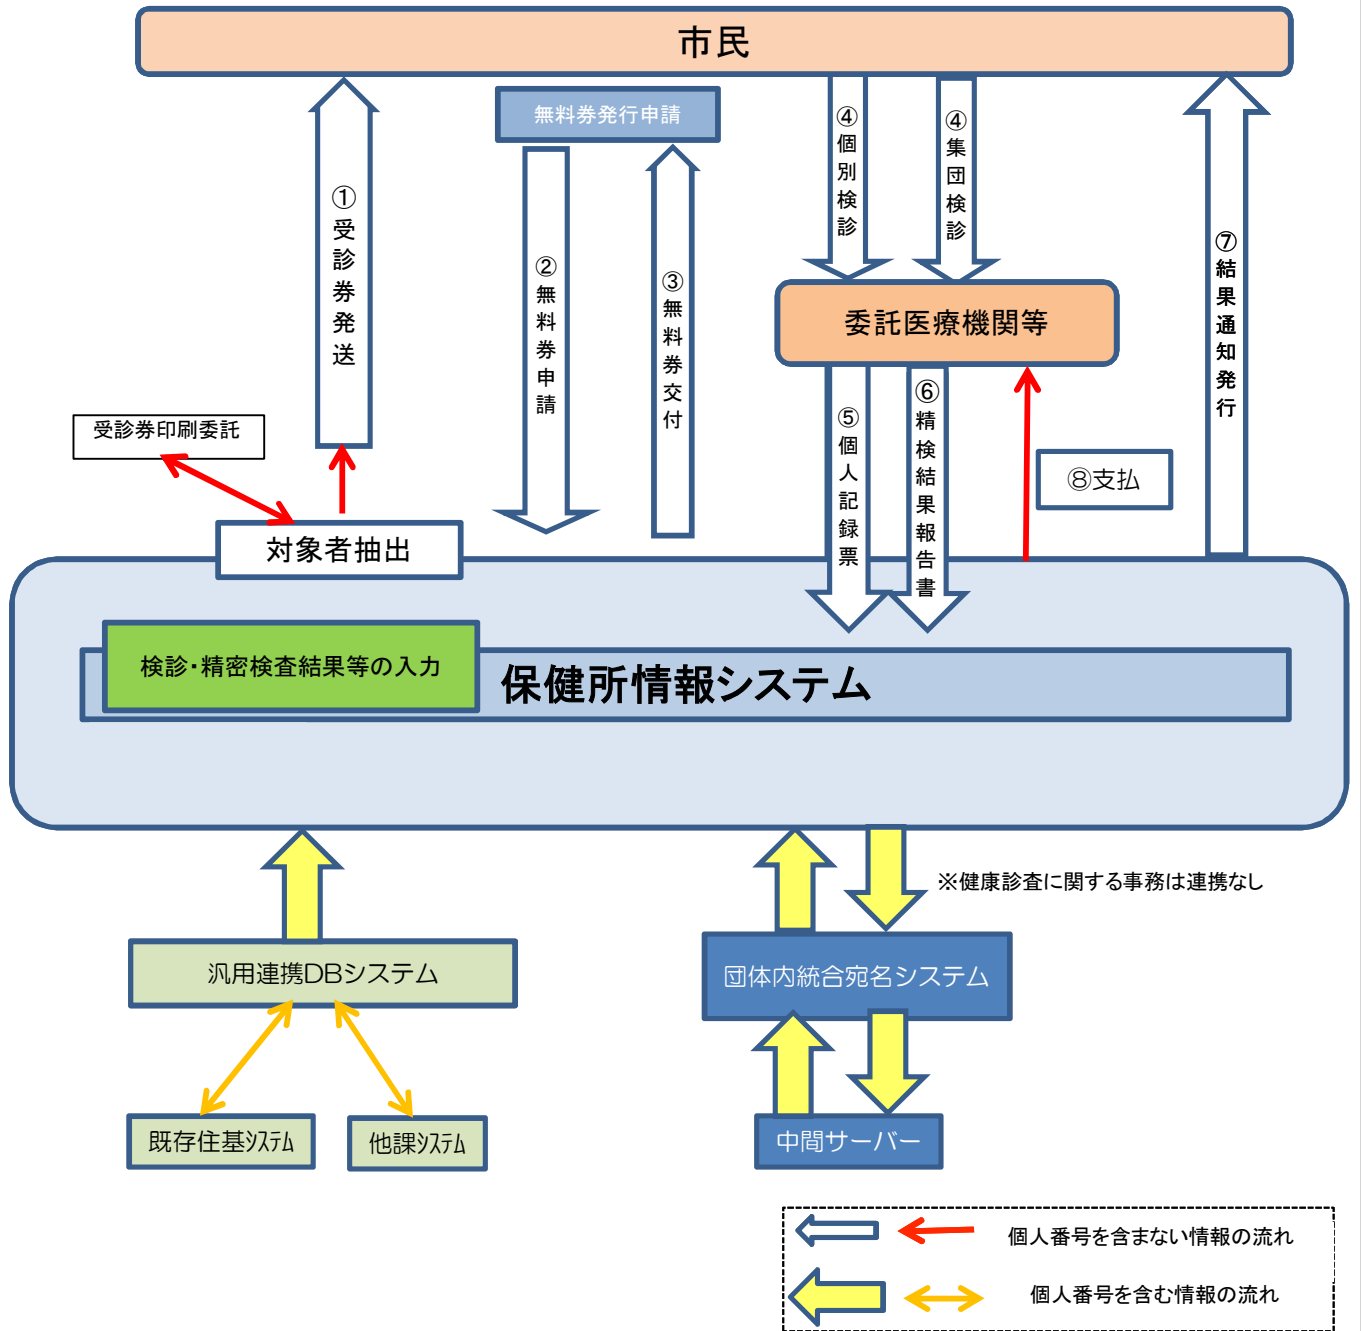 市民
無料券発行申請
①受診券発送
②無料券申請
③無料券交付
④個別検診
④集団検診
⑦結果通知発行
委託医療機関等
受診券印刷委託
⑤個人記録票
⑥精検結果報告書
⑧支払
対象者抽出
検診・精密検査結果等の入力
保健所情報システム
※健康診査に関する事務は連携なし
汎用連携DBシステム
団体内統合宛名システム
既存住基システム
他課システム
中間サーバー
個人番号を含まない情報の流れ
個人番号を含む情報の流れ